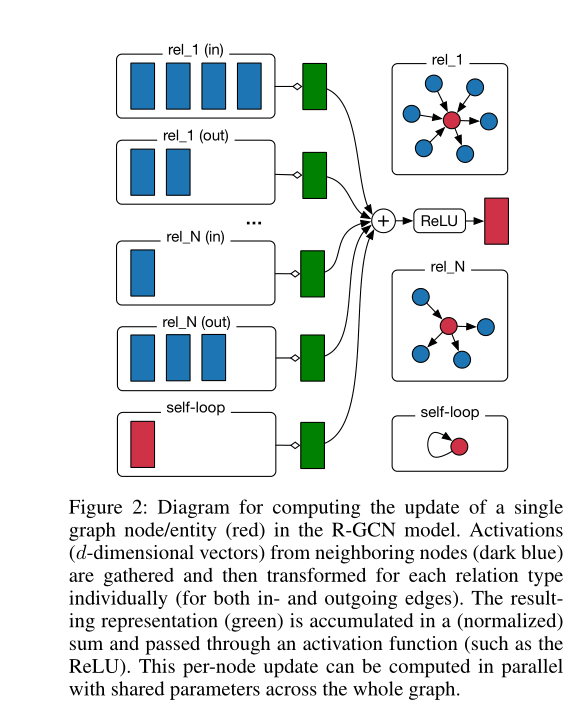 rel_1 (in)
rel_1 (out)
...
rel_N (in)
rel_N (out)
self-loop
+
ReLU
rel_1
rel_N
self-loop
Figure 2: Diagram for computing the update of a single
graph node/entity (red) in the R-GCN model. Activations
(d-dimensional vectors) from neighboring nodes (dark blue)
are gathered and then transformed for each relation type
individually (for both in- and outgoing edges). The result-
ing representation (green) is accumulated in a (normalized)
sum and passed through an activation function (such as the
ReLU). This per-node update can be computed in parallel
with shared parameters across the whole graph.